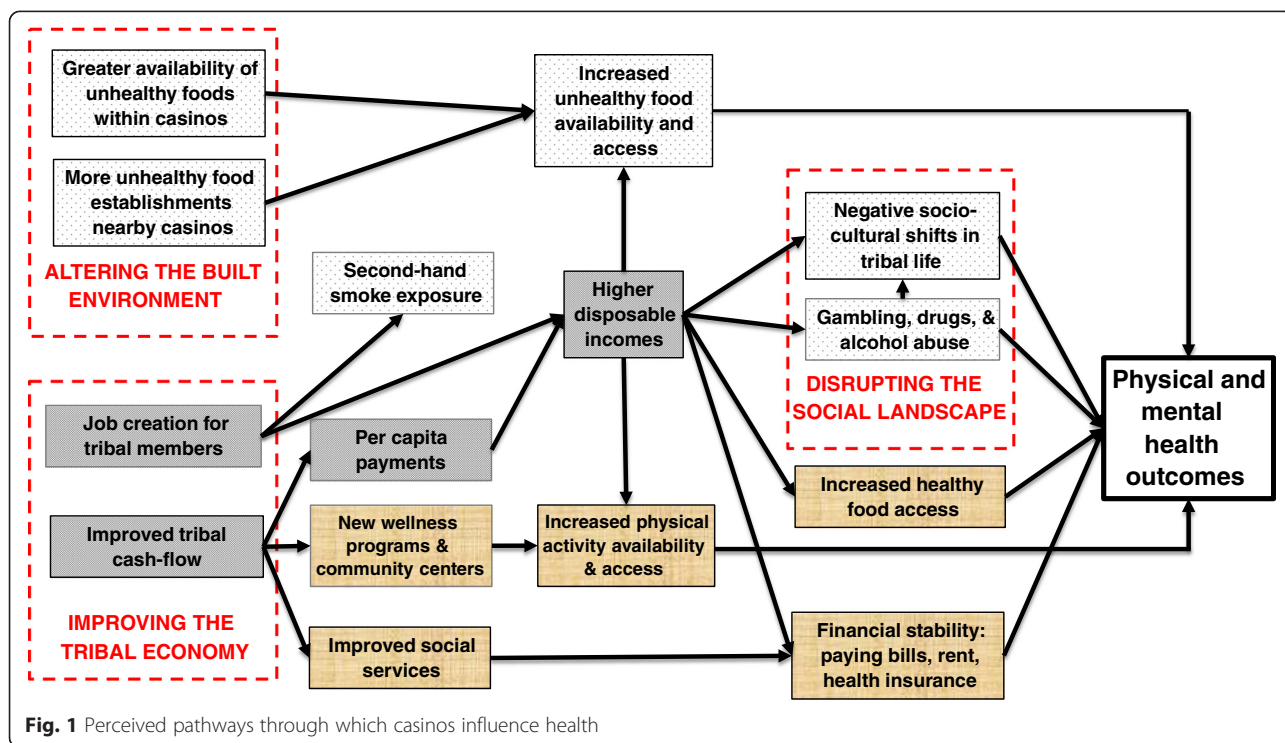 Greater availability of
unhealthy foods
within casinos
More unhealthy food
establishments
nearby casinos
ALTERING THE BUILT
ENVIRONMENT
Increased
unhealthy food
availability and
access
Second-hand
smoke exposure
Higher
disposable
incomes
Negative socio-
cultural shifts in
tribal life
Gambling, drugs, &
alcohol abuse
DISRUPTING THE
SOCIAL LANDSCAPE
Physical and
mental
health
outcomes
Job creation for
tribal members
Per capita
payments
Increased healthy
food access
Improved tribal
cash-flow
New wellness
programs &
community centers
Increased physical
activity availability
& access
IMPROVING THE
TRIBAL ECONOMY
Improved social
services
Financial stability:
paying bills, rent,
health insurance
Fig. 1 Perceived pathways through which casinos influence health